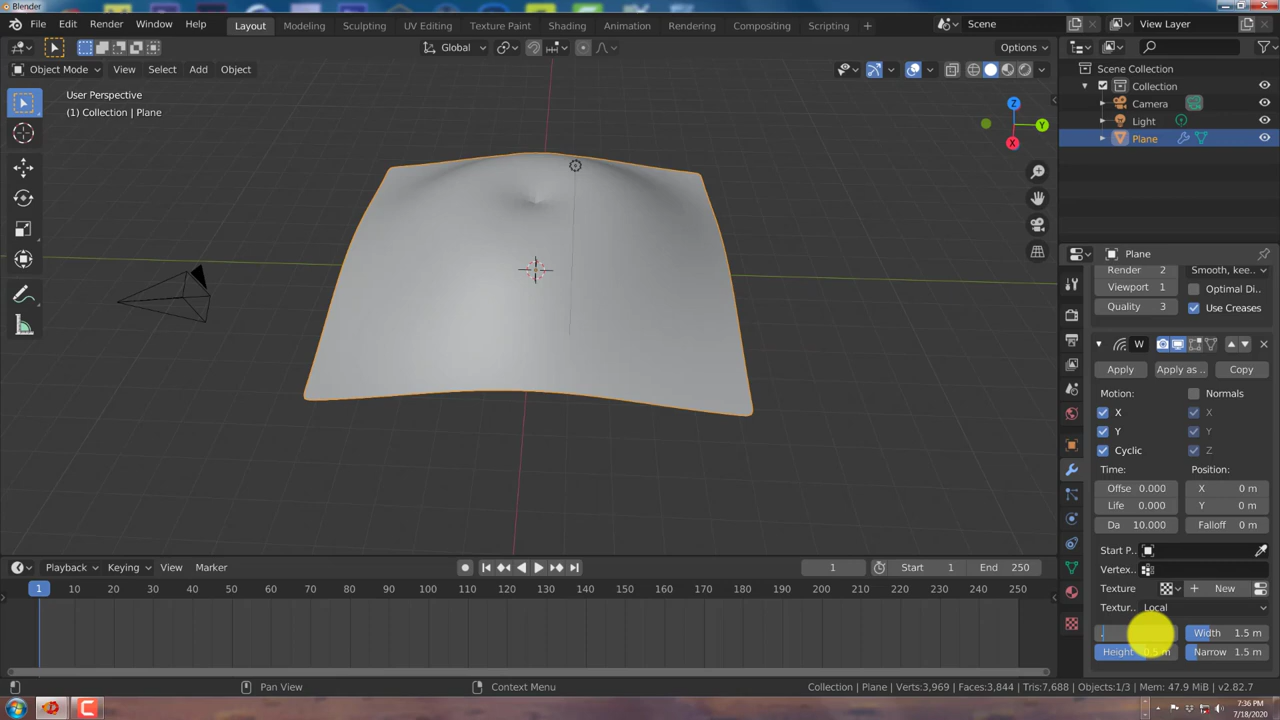 Blender
File Edit Render Window Help
Layout Modeling Sculpting UV Editing Texture Paint Shading Animation Rendering Compositing Scripting +
Scene
View Layer
Global
Options
Object Mode View Select Add Object
User Perspective
(1) Collection | Plane
Z
Y
X
Scene Collection
Collection
Camera
Light
Plane
Plane
Render 2 Smooth, kee..
Viewport 1 Optimal Di..
Quality 3 Use Creases
W
Apply Apply as .. Copy
Motion: Normals
X X
Y Y
Cyclic Z
Time: Position:
Offse 0.000 X 0 m
Life 0.000 Y 0 m
Da 10.000 Falloff 0 m
Start P..
Vertex..
Texture + New
Textur.. Local
. Width 1.5 m
Height 0.5 m Narrow 1.5 m
Playback Keying View Marker
1 Start 1 End 250
1 10 20 30 40 50 60 70 80 90 100 110 120 130 140 150 160 170 180 190 200 210 220 230 240 250
Pan View Context Menu
Collection | Plane | Verts:3,969 | Faces:3,844 | Tris:7,688 | Objects:1/3 | Mem: 47.9 MiB | v2.82.7
7:36 PM
7/18/2020